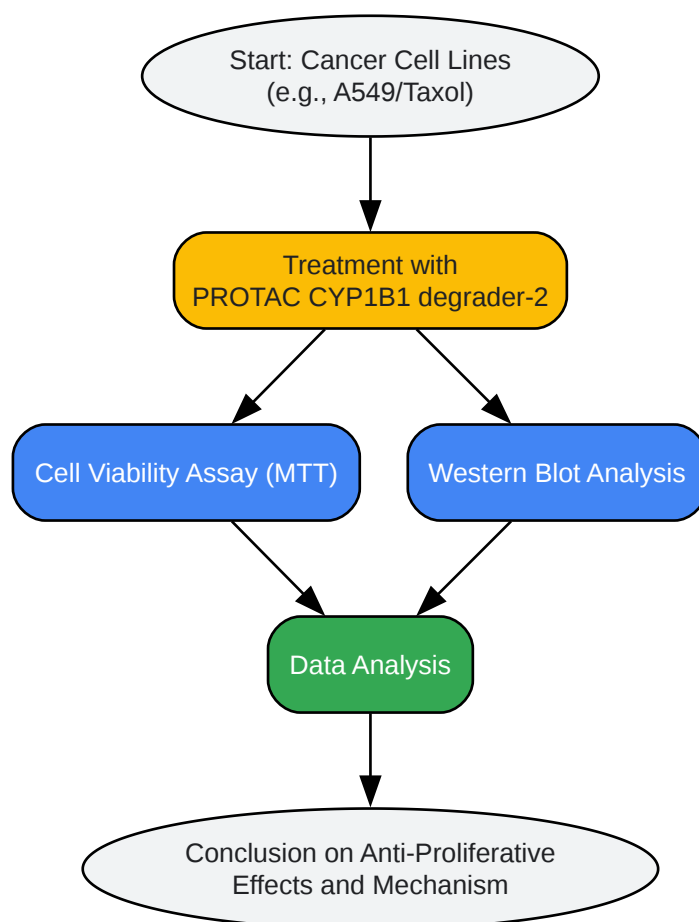 Start: Cancer Cell Lines
(e.g., A549/Taxol)
Treatment with
PROTAC CYP1B1 degrader-2
Cell Viability Assay (MTT)
Western Blot Analysis
Data Analysis
Conclusion on Anti-Proliferative
Effects and Mechanism